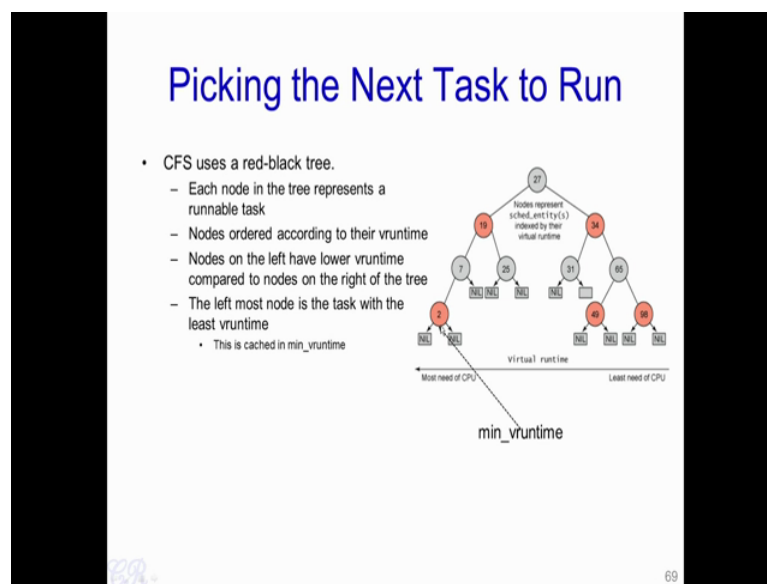 Picking the Next Task to Run
• CFS uses a red-black tree.
– Each node in the tree represents a
runnable task
– Nodes ordered according to their vruntime
– Nodes on the left have lower vruntime
compared to nodes on the right of the tree
– The left most node is the task with the
least vruntime
• This is cached in min_vruntime
27
Nodes represent
sched_entity(s)
indexed by their
virtual runtime
19 34
7 25 31 65
NIL NIL NIL NIL
2 49 98
NIL NIL NIL NIL NIL NIL
Virtual runtime
Most need of CPU Least need of CPU
min_vruntime
69